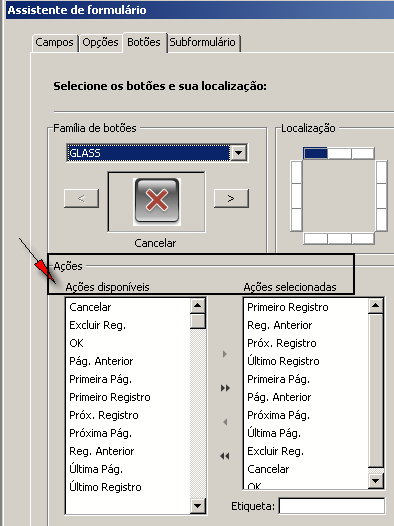 Assistente de formulário
Campos Opções Botões Subformulário
Selecione os botões e sua localização:
Família de botões
Localização
GLASS
<
>
Cancelar
Ações
Ações disponíveis
Cancelar
Excluir Reg.
OK
Pág. Anterior
Primeira Pág.
Primeiro Registro
Próx. Registro
Próxima Pág.
Reg. Anterior
Última Pág.
Último Registro
Ações selecionadas
Primeiro Registro
Reg. Anterior
Próx. Registro
Último Registro
Primeira Pág.
Pág. Anterior
Próxima Pág.
Última Pág.
Excluir Reg.
Cancelar
OK
Etiqueta: